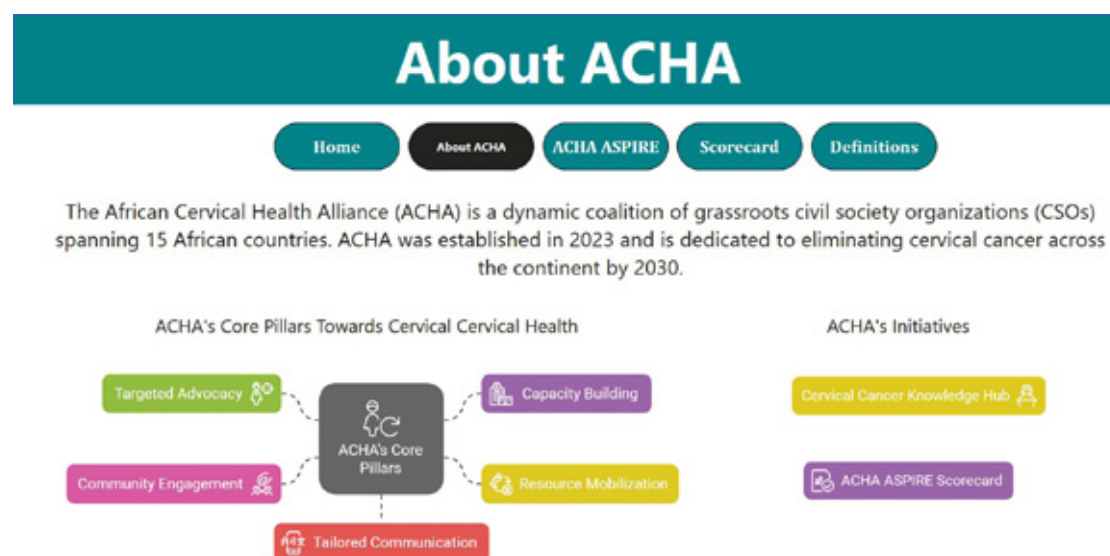 About ACHA
Home
About ACHA
ACHA ASPIRE
Scorecard
Definitions
The African Cervical Health Alliance (ACHA) is a dynamic coalition of grassroots civil society organizations (CSOs)
spanning 15 African countries. ACHA was established in 2023 and is dedicated to eliminating cervical cancer across
the continent by 2030.
ACHA's Core Pillars Towards Cervical Cervical Health
Targeted Advocacy
Capacity Building
ACHA's Core
Pillars
Community Engagement
Resource Mobilization
Tailored Communication
ACHA's Initiatives
Cervical Cancer Knowledge Hub
ACHA ASPIRE Scorecard